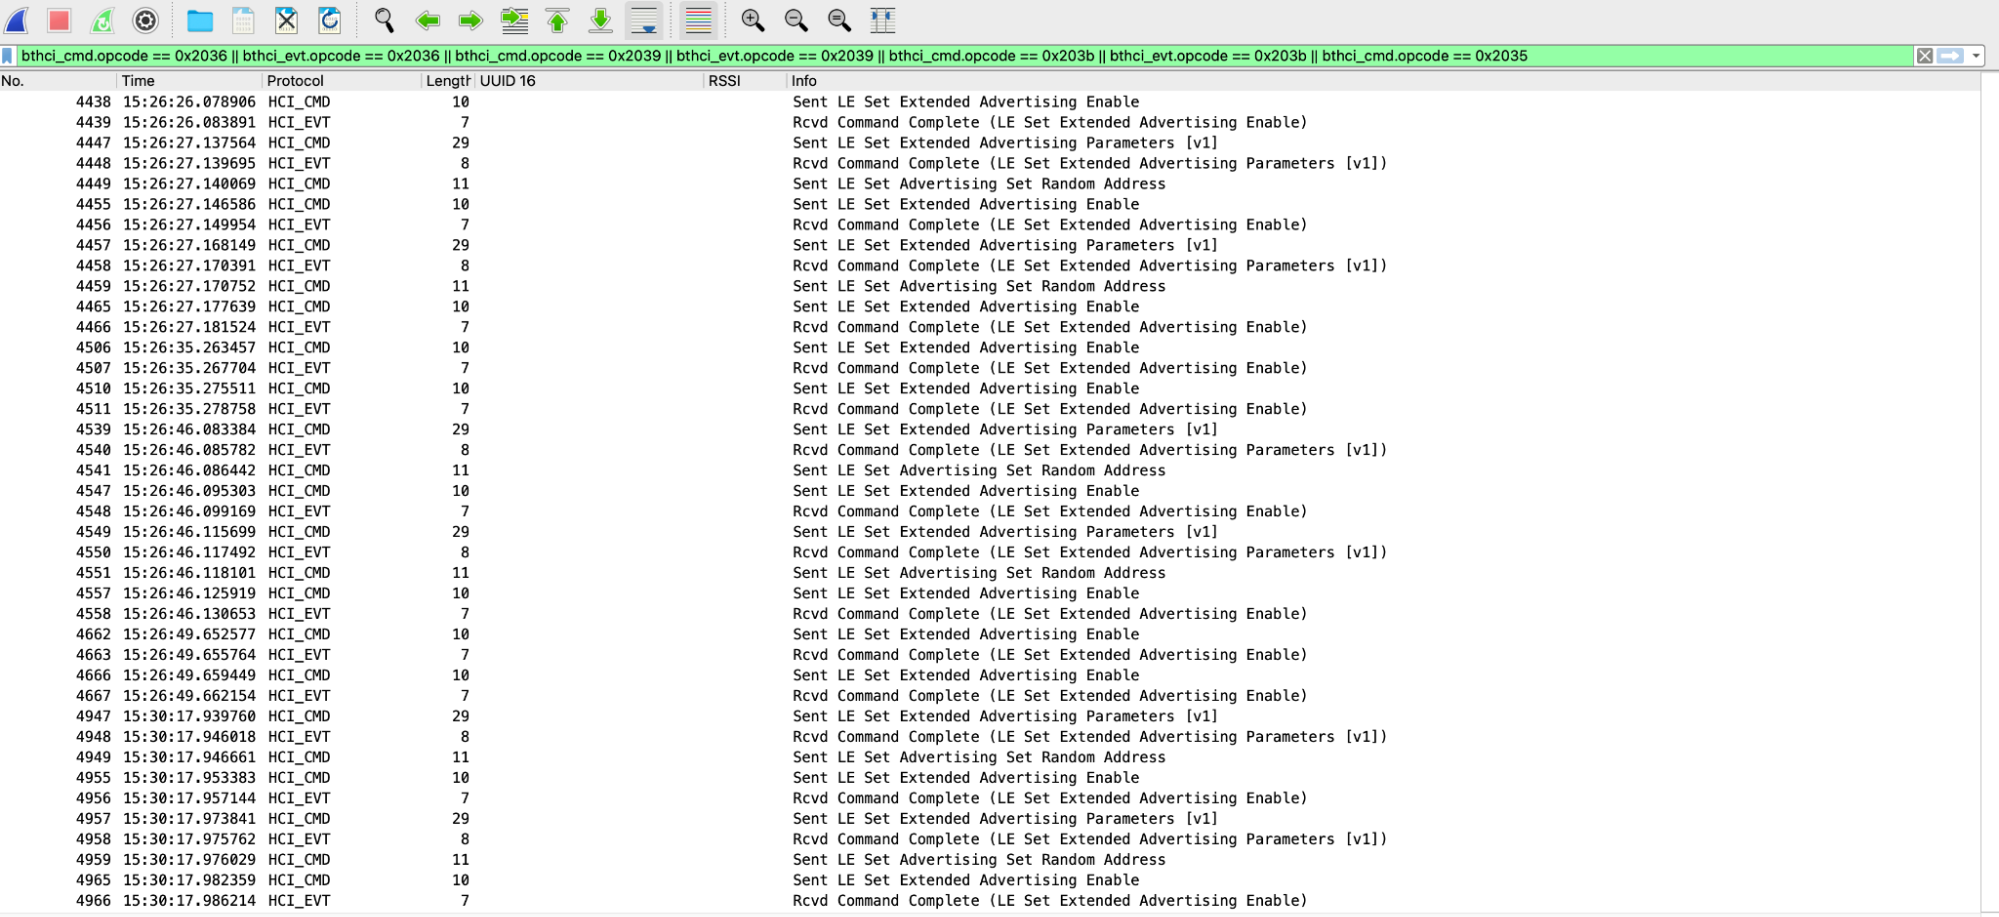 bthci_cmd.opcode == 0x2036 || bthci_evt.opcode == 0x2036 || bthci_cmd.opcode == 0x2039 || bthci_evt.opcode == 0x2039 || bthci_cmd.opcode == 0x203b || bthci_evt.opcode == 0x203b || bthci_cmd.opcode == 0x2035
No. Time Protocol Length UUID 16 RSSI Info
4438 15:26:26.078906 HCI_CMD 10 Sent LE Set Extended Advertising Enable
4439 15:26:26.083891 HCI_EVT 7 Rcvd Command Complete (LE Set Extended Advertising Enable)
4447 15:26:27.137564 HCI_CMD 29 Sent LE Set Extended Advertising Parameters [v1]
4448 15:26:27.139695 HCI_EVT 8 Rcvd Command Complete (LE Set Extended Advertising Parameters [v1])
4449 15:26:27.140069 HCI_CMD 11 Sent LE Set Advertising Set Random Address
4455 15:26:27.146586 HCI_CMD 10 Sent LE Set Extended Advertising Enable
4456 15:26:27.149954 HCI_EVT 7 Rcvd Command Complete (LE Set Extended Advertising Enable)
4457 15:26:27.168149 HCI_CMD 29 Sent LE Set Extended Advertising Parameters [v1]
4458 15:26:27.170391 HCI_EVT 8 Rcvd Command Complete (LE Set Extended Advertising Parameters [v1])
4459 15:26:27.170752 HCI_CMD 11 Sent LE Set Advertising Set Random Address
4465 15:26:27.177639 HCI_CMD 10 Sent LE Set Extended Advertising Enable
4466 15:26:27.181524 HCI_EVT 7 Rcvd Command Complete (LE Set Extended Advertising Enable)
4506 15:26:35.263457 HCI_CMD 10 Sent LE Set Extended Advertising Enable
4507 15:26:35.267704 HCI_EVT 7 Rcvd Command Complete (LE Set Extended Advertising Enable)
4510 15:26:35.275511 HCI_CMD 10 Sent LE Set Extended Advertising Enable
4511 15:26:35.278758 HCI_EVT 7 Rcvd Command Complete (LE Set Extended Advertising Enable)
4539 15:26:46.083384 HCI_CMD 29 Sent LE Set Extended Advertising Parameters [v1]
4540 15:26:46.085782 HCI_EVT 8 Rcvd Command Complete (LE Set Extended Advertising Parameters [v1])
4541 15:26:46.086442 HCI_CMD 11 Sent LE Set Advertising Set Random Address
4547 15:26:46.095303 HCI_CMD 10 Sent LE Set Extended Advertising Enable
4548 15:26:46.099169 HCI_EVT 7 Rcvd Command Complete (LE Set Extended Advertising Enable)
4549 15:26:46.115699 HCI_CMD 29 Sent LE Set Extended Advertising Parameters [v1]
4550 15:26:46.117492 HCI_EVT 8 Rcvd Command Complete (LE Set Extended Advertising Parameters [v1])
4551 15:26:46.118101 HCI_CMD 11 Sent LE Set Advertising Set Random Address
4557 15:26:46.125919 HCI_CMD 10 Sent LE Set Extended Advertising Enable
4558 15:26:46.130653 HCI_EVT 7 Rcvd Command Complete (LE Set Extended Advertising Enable)
4662 15:26:49.652577 HCI_CMD 10 Sent LE Set Extended Advertising Enable
4663 15:26:49.655764 HCI_EVT 7 Rcvd Command Complete (LE Set Extended Advertising Enable)
4666 15:26:49.659449 HCI_CMD 10 Sent LE Set Extended Advertising Enable
4667 15:26:49.662154 HCI_EVT 7 Rcvd Command Complete (LE Set Extended Advertising Enable)
4947 15:30:17.939760 HCI_CMD 29 Sent LE Set Extended Advertising Parameters [v1]
4948 15:30:17.946018 HCI_EVT 8 Rcvd Command Complete (LE Set Extended Advertising Parameters [v1])
4949 15:30:17.946661 HCI_CMD 11 Sent LE Set Advertising Set Random Address
4955 15:30:17.953383 HCI_CMD 10 Sent LE Set Extended Advertising Enable
4956 15:30:17.957144 HCI_EVT 7 Rcvd Command Complete (LE Set Extended Advertising Enable)
4957 15:30:17.973841 HCI_CMD 29 Sent LE Set Extended Advertising Parameters [v1]
4958 15:30:17.975762 HCI_EVT 8 Rcvd Command Complete (LE Set Extended Advertising Parameters [v1])
4959 15:30:17.976029 HCI_CMD 11 Sent LE Set Advertising Set Random Address
4965 15:30:17.982359 HCI_CMD 10 Sent LE Set Extended Advertising Enable
4966 15:30:17.986214 HCI_EVT 7 Rcvd Command Complete (LE Set Extended Advertising Enable)